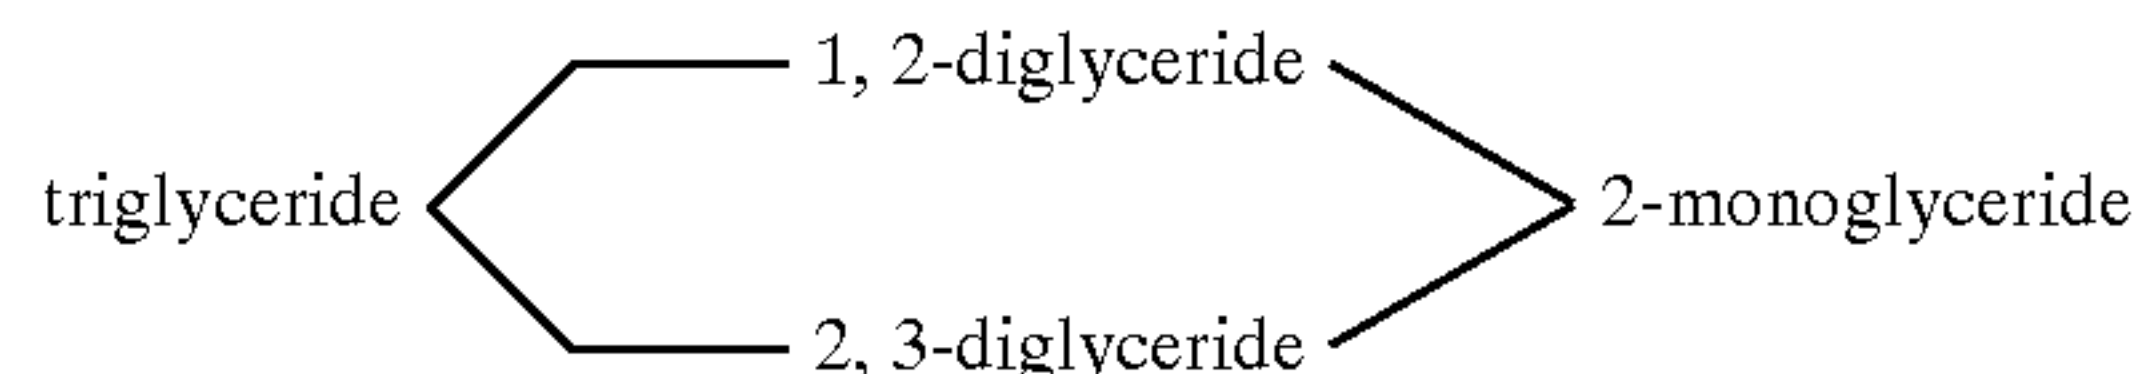 1, 2-diglyceride
triglyceride
2-monoglyceride
2, 3-diglyceride